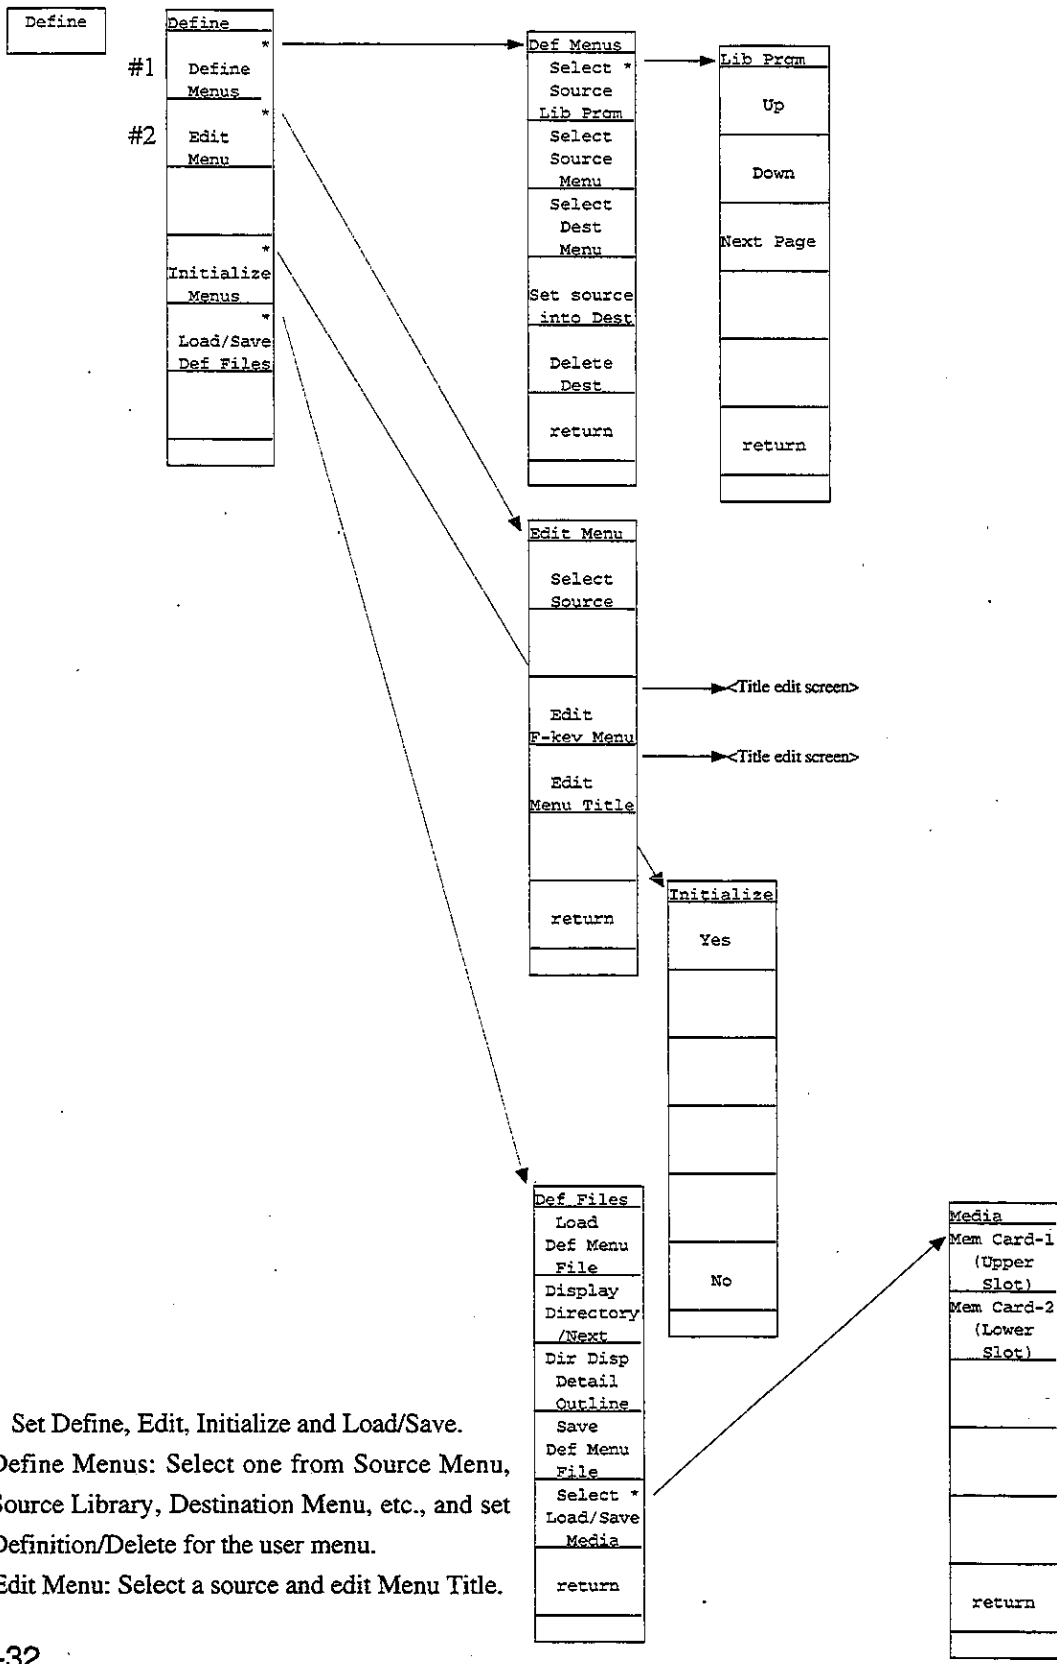 Define
Define
*
#1 Define
Menus
*
#2 Edit
Menu
*
Initialize
Menus
*
Load/Save
Def Files
Def Menus
Select *
Source
Lib Prgm
Select
Source
Menu
Select
Dest
Menu
Set source
into Dest
Delete
Dest
return
Lib Prgm
Up
Down
Next Page
return
Edit Menu
Select
Source
Edit
F-key Menu
Edit
Menu Title
return
<Title edit screen>
<Title edit screen>
Initialize
Yes
No
Def Files
Load
Def Menu
File
Display
Directory
/Next
Dir Disp
Detail
Outline
Save
Def Menu
File
Select *
Load/Save
Media
return
Media
Mem Card-1
(Upper
Slot)
Mem Card-2
(Lower
Slot)
return
Set Define, Edit, Initialize and Load/Save.
Define Menus: Select one from Source Menu,
Source Library, Destination Menu, etc., and set
Definition/Delete for the user menu.
Edit Menu: Select a source and edit Menu Title.
-32